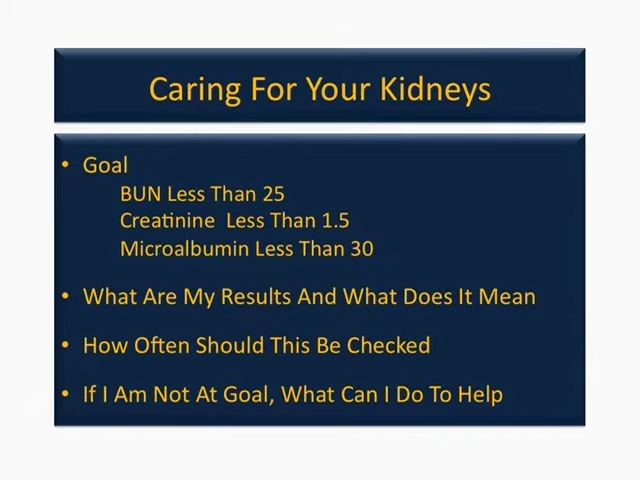 Caring For Your Kidneys
• Goal
BUN Less Than 25
Creatinine Less Than 1.5
Microalbumin Less Than 30
• What Are My Results And What Does It Mean
• How Often Should This Be Checked
• If I Am Not At Goal, What Can I Do To Help